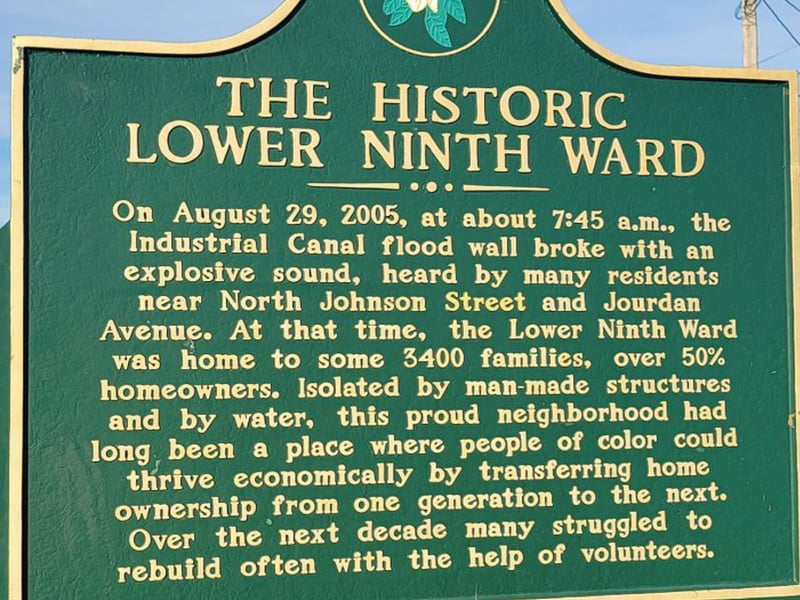 THE HISTORIC
LOWER NINTH WARD
On August 29, 2005, at about 7:45 a.m., the
Industrial Canal flood wall broke with an
explosive sound, heard by many residents
near North Johnson Street and Jourdan
Avenue. At that time, the Lower Ninth Ward
was home to some 3400 families, over 50%
homeowners. Isolated by man-made structures
and by water, this proud neighborhood had
long been a place where people of color could
thrive economically by transferring home
ownership from one generation to the next.
Over the next decade many struggled to
rebuild often with the help of volunteers.